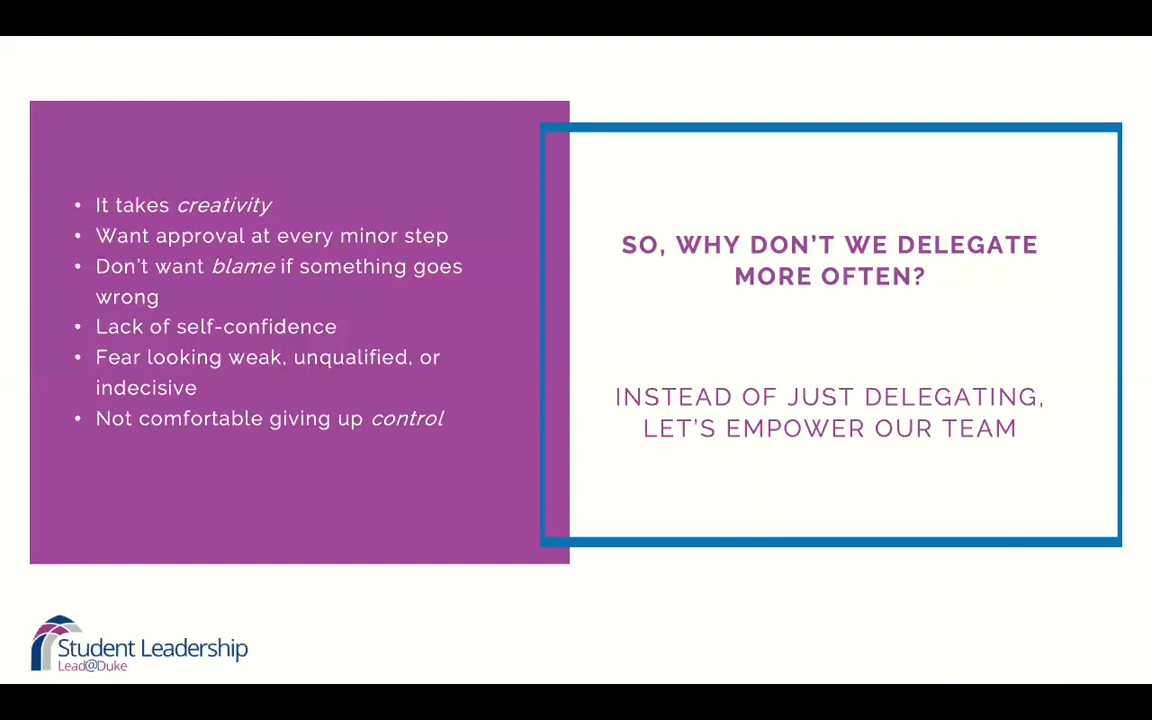 • It takes creativity
• Want approval at every minor step
• Don't want blame if something goes
wrong
• Lack of self-confidence
• Fear looking weak, unqualified, or
indecisive
• Not comfortable giving up control
SO, WHY DON'T WE DELEGATE
MORE OFTEN?
INSTEAD OF JUST DELEGATING,
LET'S EMPOWER OUR TEAM
Student Leadership
Lead@Duke